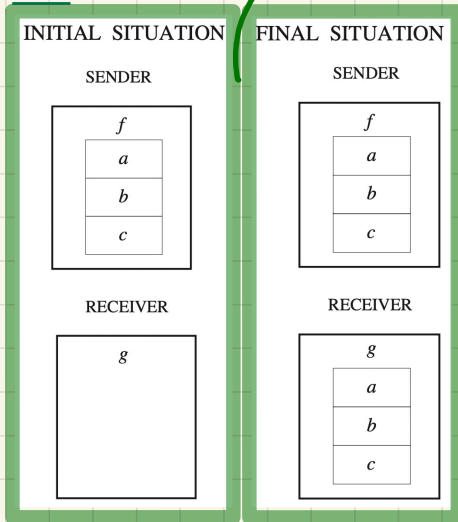 INITIAL SITUATION
SENDER
f
a
b
c
RECEIVER
g
FINAL SITUATION
SENDER
f
a
b
c
RECEIVER
g
a
b
c